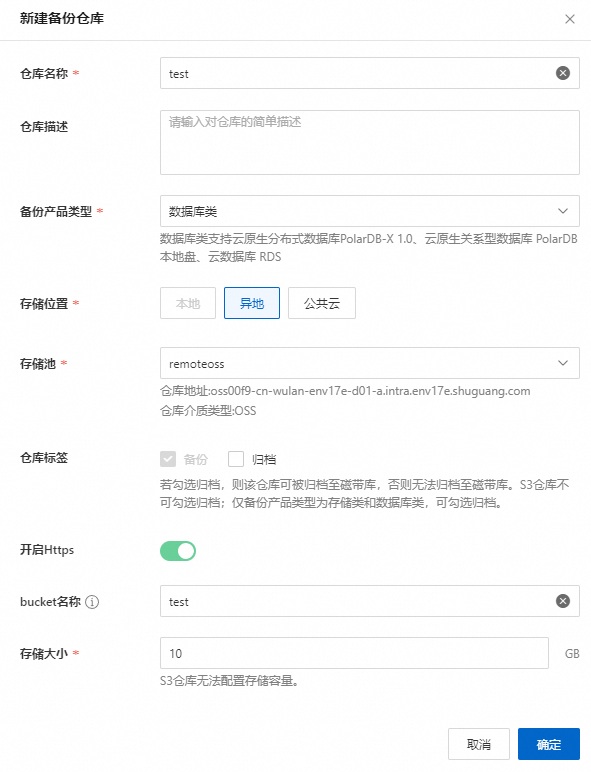 新建备份仓库
仓库名称 *
test
仓库描述
请输入对仓库的简单描述
备份产品类型 *
数据库类
数据库类支持云原生分布式数据库PolarDB-X 1.0、云原生关系型数据库 PolarDB
本地盘、云数据库 RDS
存储位置 *
本地 异地 公共云
存储池 *
remoteoss
仓库地址:oss00f9-cn-wulan-env17e-d01-a.intra.env17e.shuguang.com
仓库介质类型:OSS
仓库标签
备份 归档
若勾选归档，则该仓库可被归档至磁带库，否则无法归档至磁带库。S3仓库不
可勾选归档；仅备份产品类型为存储类和数据库类，可勾选归档。
开启Https
bucket名称
test
存储大小 *
10 GB
S3仓库无法配置存储容量。
取消 确定